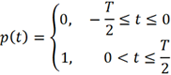 p(t) = { 0, -T/2 ≤ t ≤ 0
1, 0 < t ≤ T/2